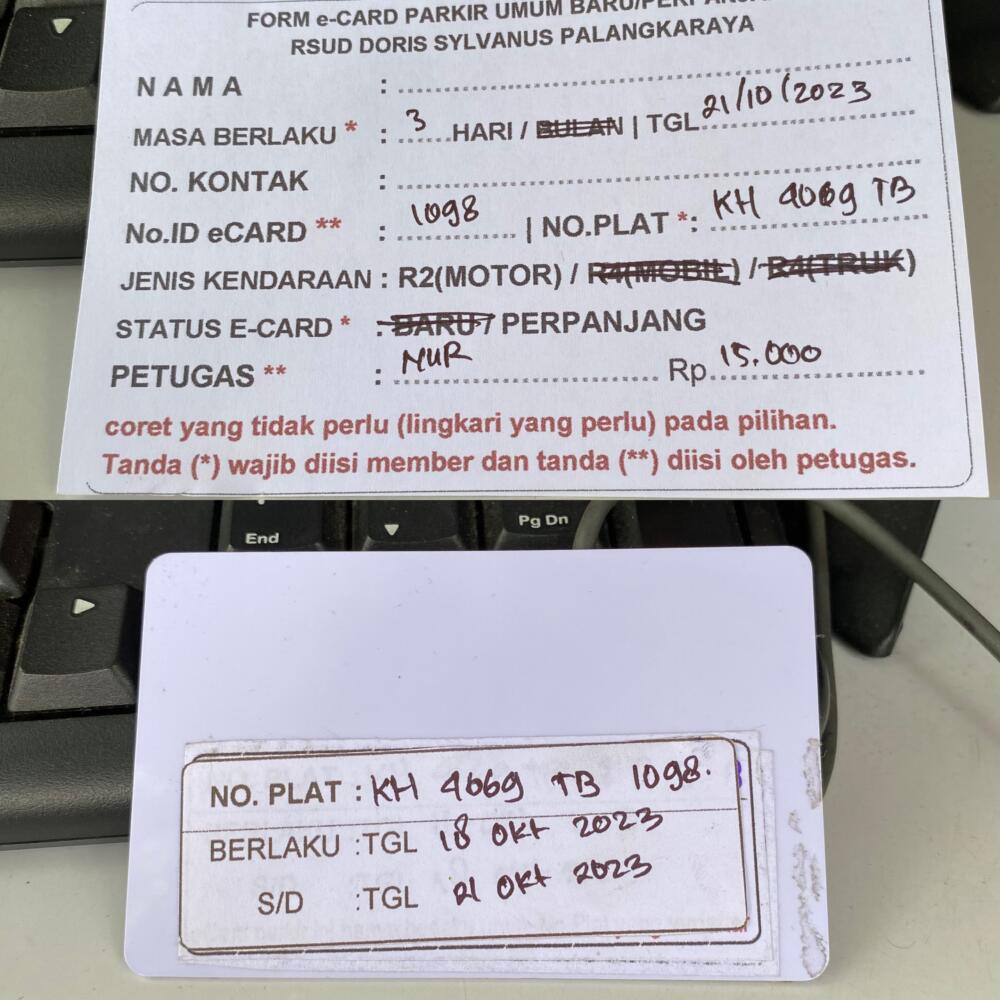 FORM e-CARD PARKIR UMUM BARU/PERPANJANG
RSUD DORIS SYLVANUS PALANGKARAYA
N A M A :
MASA BERLAKU * : 3 HARI / BULAN | TGL 21/10/2023
NO. KONTAK :
No.ID eCARD ** : 1098 | NO.PLAT *: KH 4069 TB
JENIS KENDARAAN : R2(MOTOR) / R4(MOBIL) / R4(TRUK)
STATUS E-CARD * : BARU / PERPANJANG
PETUGAS ** : NUR Rp 15.000
coret yang tidak perlu (lingkari yang perlu) pada pilihan.
Tanda (*) wajib diisi member dan tanda (**) diisi oleh petugas.
End
Pg Dn
NO. PLAT : KH 4669 TB 1098.
BERLAKU :TGL 18 Okt 2023
S/D :TGL 21 Okt 2023